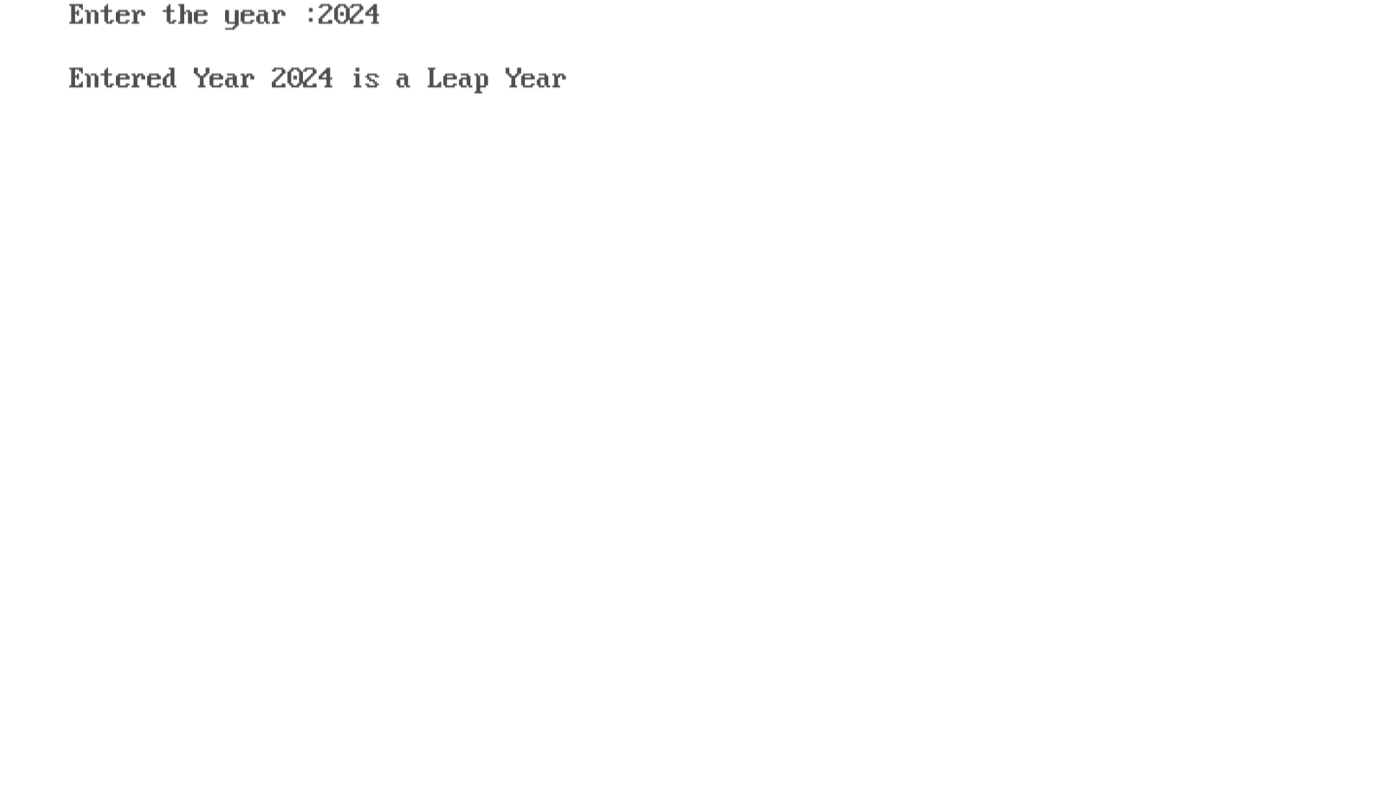 Enter the year :2024
Entered Year 2024 is a Leap Year